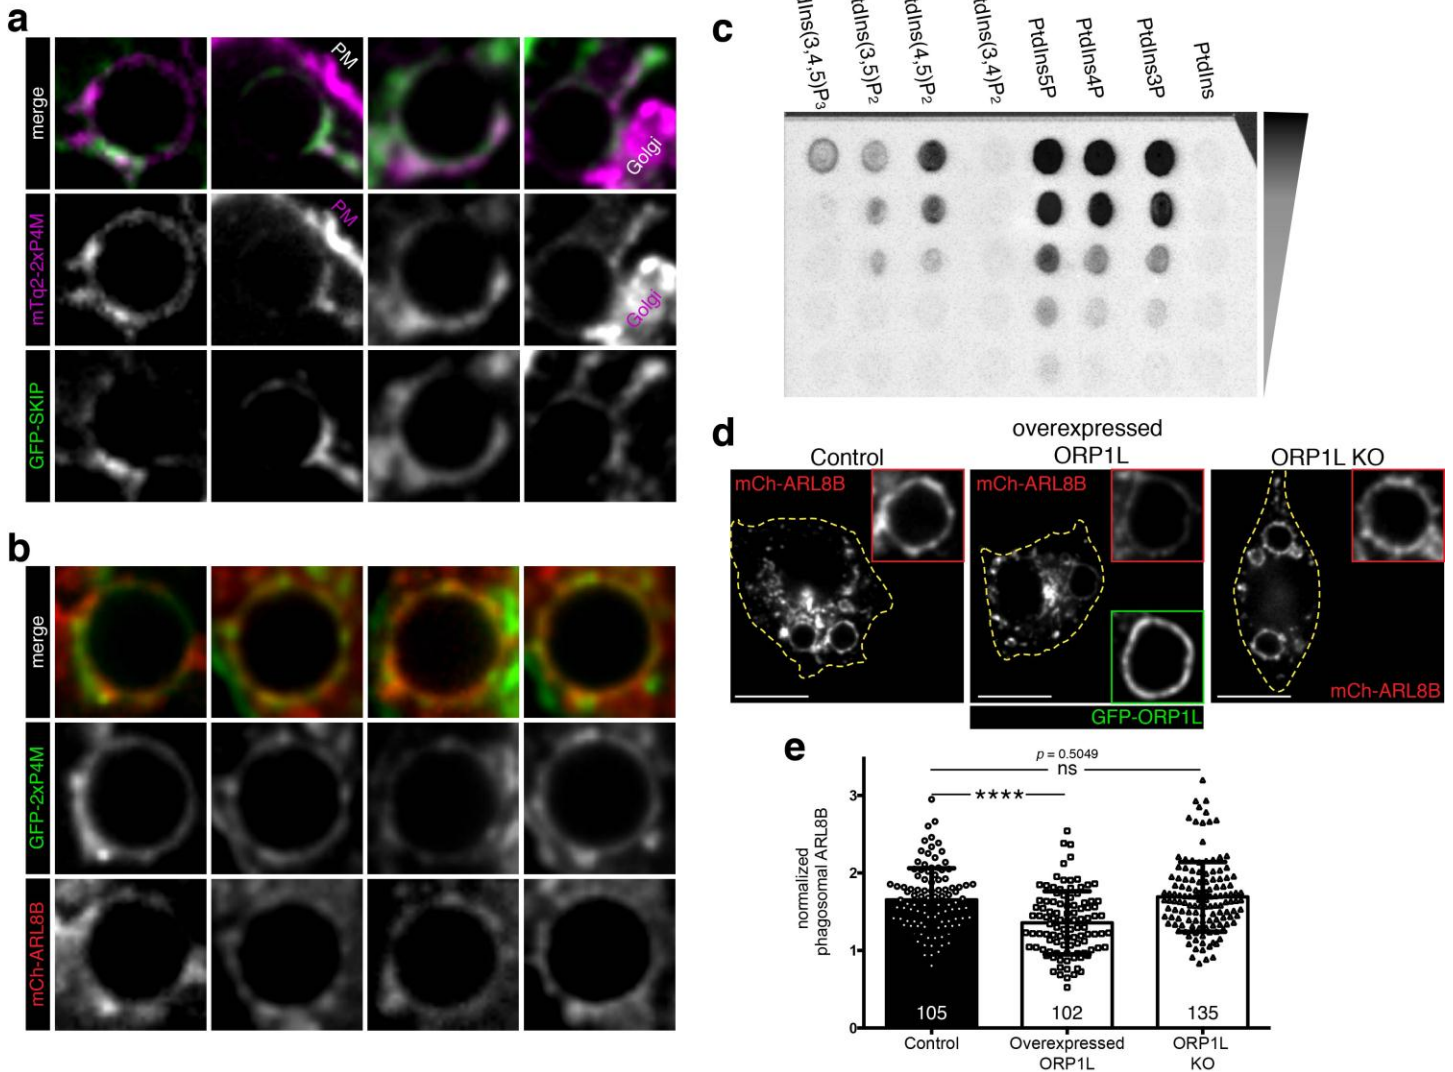 a
merge
PM
Golgi
mTq2-2xP4M
PM
Golgi
GFP-SKIP
b
merge
GFP-2xP4M
mCh-ARL8B
c
PtdIns5P
PtdIns4P
PtdIns3P
PtdIns
d
Control
mCh-ARL8B
overexpressed
ORP1L
mCh-ARL8B
GFP-ORP1L
ORP1L KO
mCh-ARL8B
e
p = 0.5049
ns
****
normalized
phagosomal ARL8B
3
2
1
0
105
102
135
Control
Overexpressed
ORP1L
ORP1L
KO